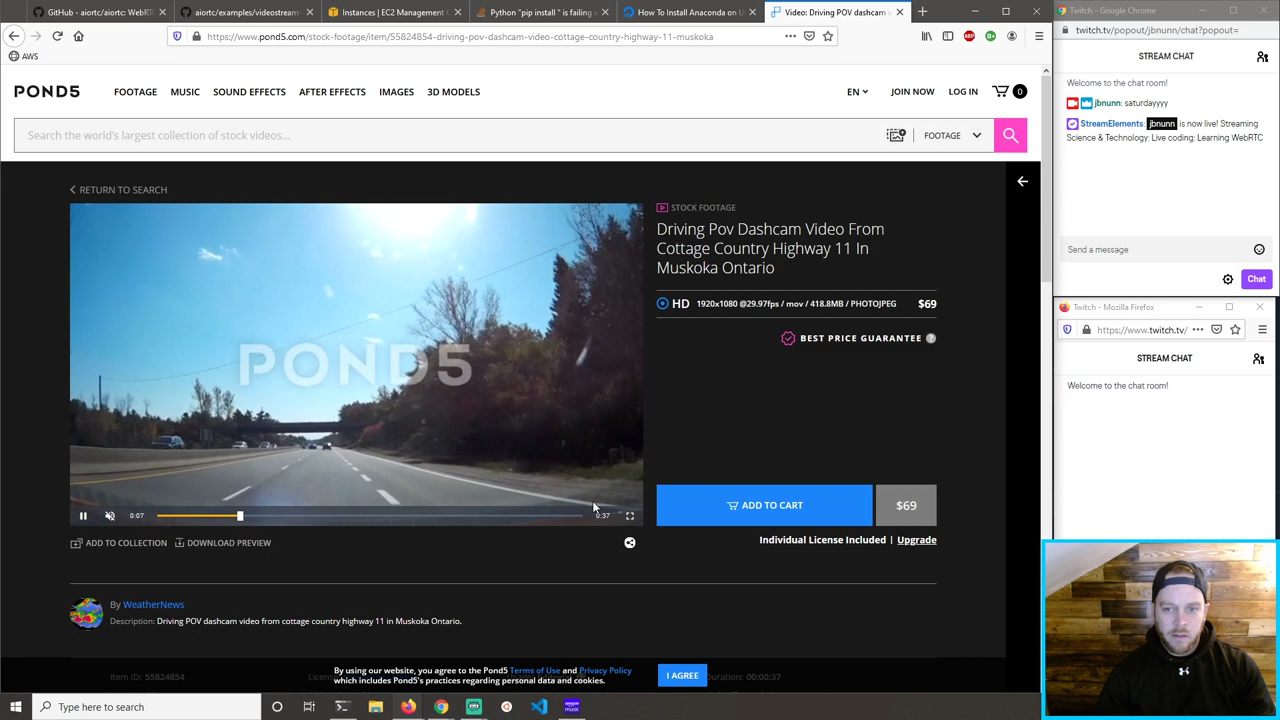 GitHub - aiortc/aiortc: WebRT
aiortc/examples/videostream-
Instances | EC2 Management C
Python "pip install " is failing w
How To Install Anaconda on U
Video: Driving POV dashcam v
https://www.pond5.com/stock-footage/item/55824854-driving-pov-dashcam-video-cottage-country-highway-11-muskoka
AWS
POND5
FOOTAGE
MUSIC
SOUND EFFECTS
AFTER EFFECTS
IMAGES
3D MODELS
EN
JOIN NOW
LOG IN
0
Search the world's largest collection of stock videos...
FOOTAGE
RETURN TO SEARCH
POND5
0:07
0:37
ADD TO COLLECTION
DOWNLOAD PREVIEW
STOCK FOOTAGE
Driving Pov Dashcam Video From
Cottage Country Highway 11 In
Muskoka Ontario
HD 1920x1080 @29.97fps / mov / 418.8MB / PHOTOJPEG $69
BEST PRICE GUARANTEE ?
ADD TO CART
$69
Individual License Included | Upgrade
By WeatherNews
Description: Driving POV dashcam video from cottage country highway 11 in Muskoka Ontario.
Item ID: 55824854
Duration: 00:00:37
By using our website, you agree to the Pond5 Terms of Use and Privacy Policy
which includes Pond5's practices regarding personal data and cookies.
I AGREE
Type here to search
Twitch - Google Chrome
twitch.tv/popout/jbnunn/chat?popout=
STREAM CHAT
Welcome to the chat room!
jbnunn: saturdayyyy
StreamElements: jbnunn is now live! Streaming
Science & Technology: Live coding: Learning WebRTC
Send a message
Chat
Twitch - Mozilla Firefox
https://www.twitch.tv/
STREAM CHAT
Welcome to the chat room!